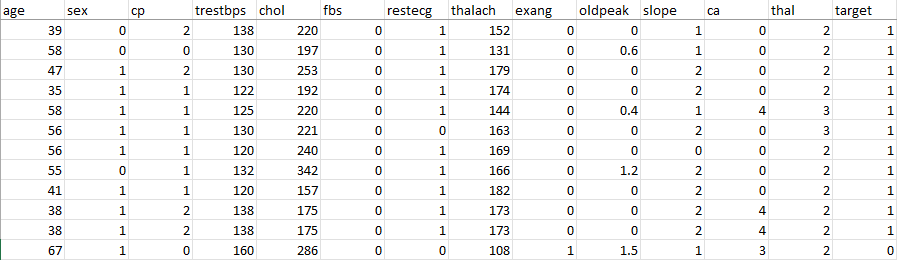 age sex cp trestbps chol fbs restecg thalach exang oldpeak slope ca thal target
39 0 2 138 220 0 1 152 0 0 1 0 2 1
58 0 0 130 197 0 1 131 0 0.6 1 0 2 1
47 1 2 130 253 0 1 179 0 0 2 0 2 1
35 1 1 122 192 0 1 174 0 0 2 0 2 1
58 1 1 125 220 0 1 144 0 0.4 1 4 3 1
56 1 1 130 221 0 0 163 0 0 2 0 3 1
56 1 1 120 240 0 1 169 0 0 0 0 2 1
55 0 1 132 342 0 1 166 0 1.2 2 0 2 1
41 1 1 120 157 0 1 182 0 0 2 0 2 1
38 1 2 138 175 0 1 173 0 0 2 4 2 1
38 1 2 138 175 0 1 173 0 0 2 4 2 1
67 1 0 160 286 0 0 108 1 1.5 1 3 2 0